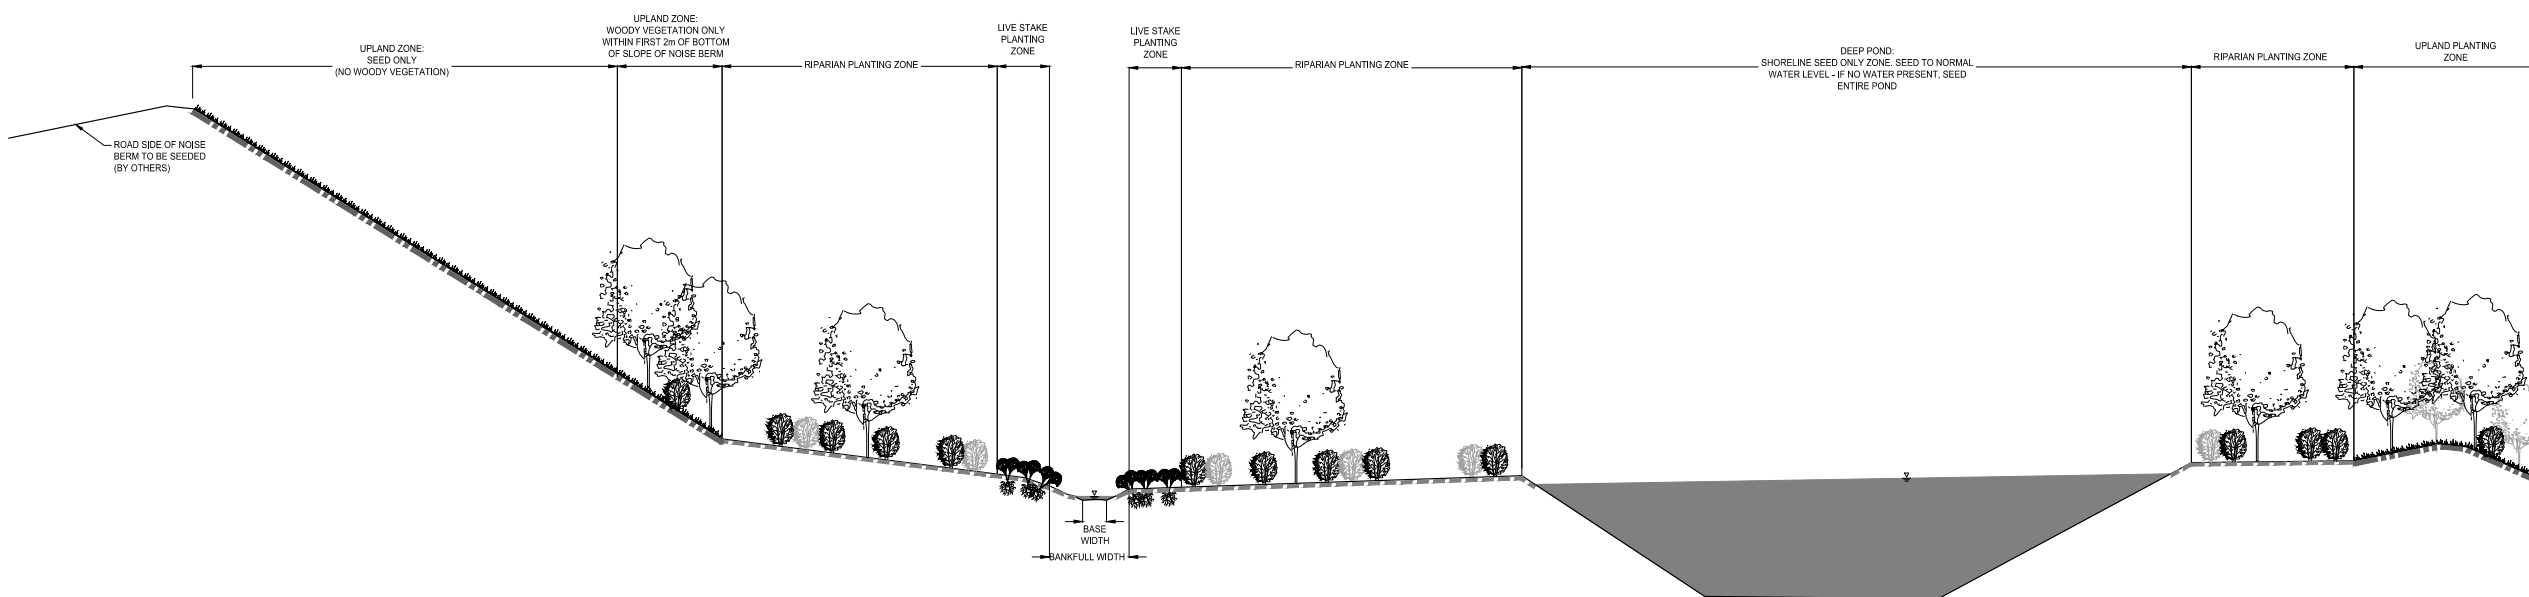 UPLAND ZONE:
SEED ONLY
(NO WOODY VEGETATION)
UPLAND ZONE:
WOODY VEGETATION ONLY
WITHIN FIRST 2m OF BOTTOM
OF SLOPE OF NOISE BERM
RIPARIAN PLANTING ZONE
LIVE STAKE
PLANTING
ZONE
LIVE STAKE
PLANTING
ZONE
RIPARIAN PLANTING ZONE
DEEP POND:
SHORELINE SEED ONLY ZONE. SEED TO NORMAL
WATER LEVEL - IF NO WATER PRESENT, SEED
ENTIRE POND
RIPARIAN PLANTING ZONE
UPLAND PLANTING
ZONE
ROAD SIDE OF NOISE
BERM TO BE SEEDED
(BY OTHERS)
BASE
WIDTH
BANKFULL WIDTH